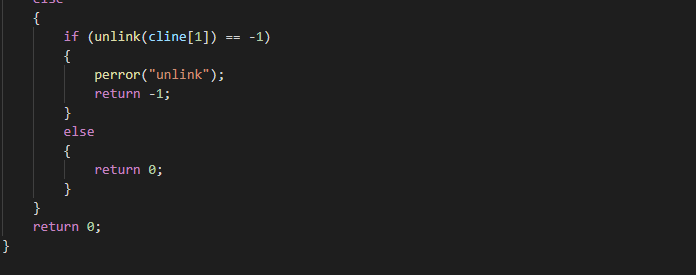 else
    {
        if (unlink(cline[1]) == -1)
        {
            perror("unlink");
            return -1;
        }
        else
        {
            return 0;
        }
    }
    return 0;
}